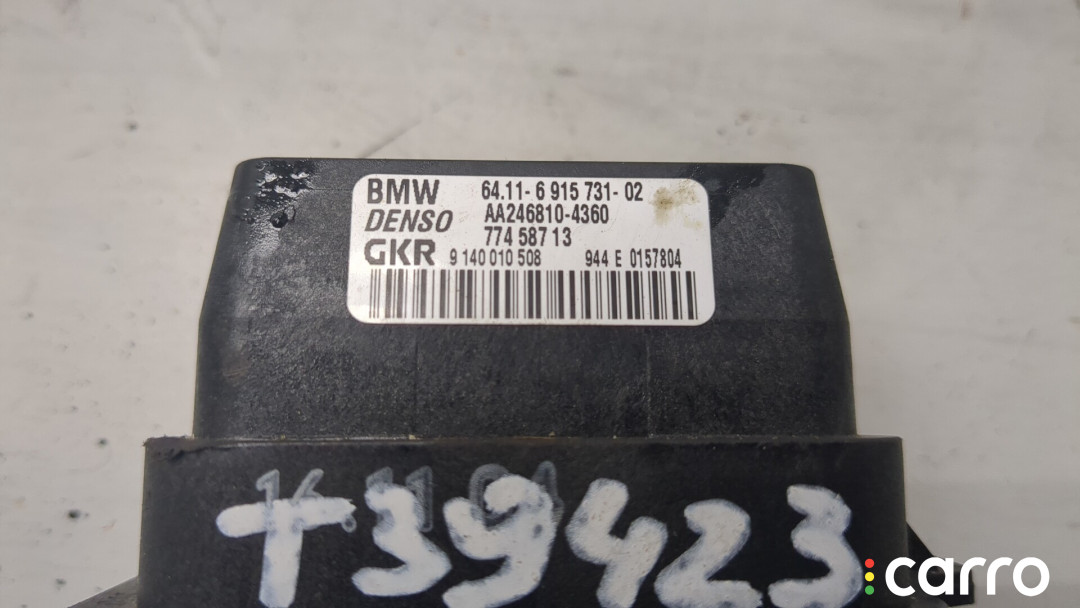 BMW 64.11- 6 915 731- 02
DENSO AA246810-4360
774 587 13
GKR 9 140 010 508 944 E 0157804
T39423
carro